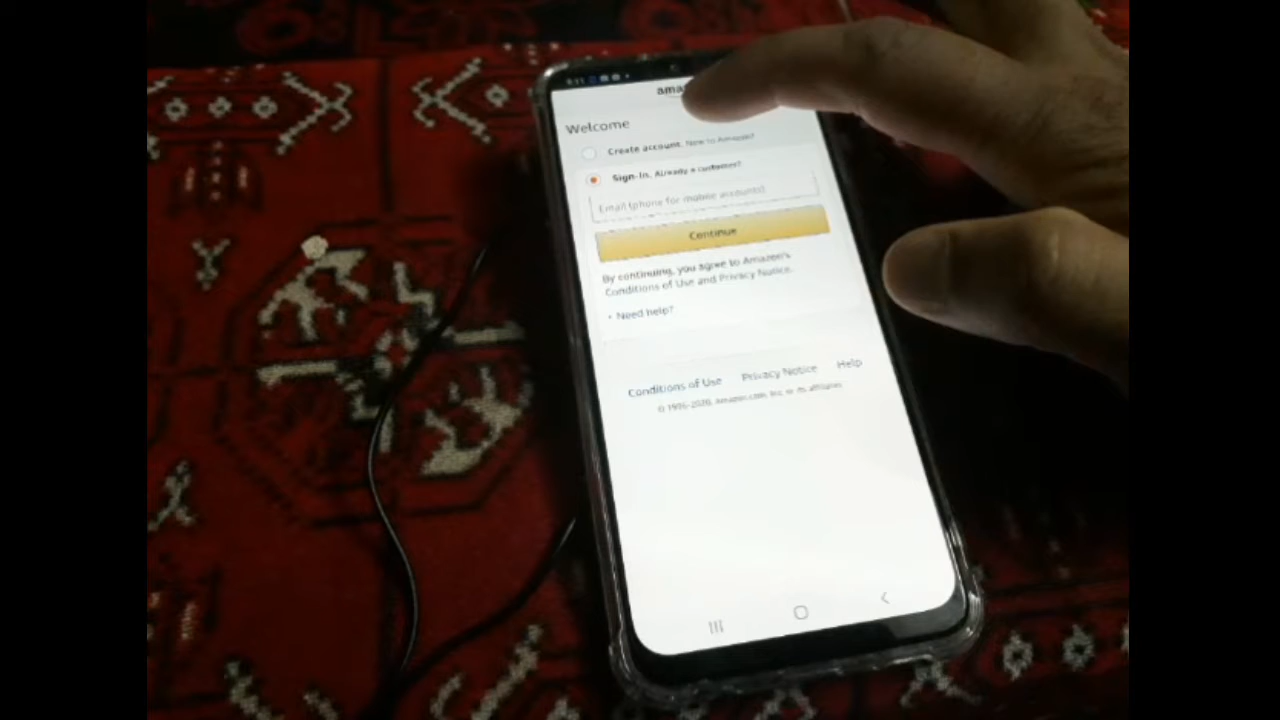 Welcome
Create account. New to Amazon?
Sign-In. Already a customer?
Email (phone for mobile accounts)
Continue
By continuing, you agree to Amazon's
Conditions of Use and Privacy Notice.
Need help?
Conditions of Use Privacy Notice Help
© 1996-2020, Amazon.com, Inc. or its affiliates